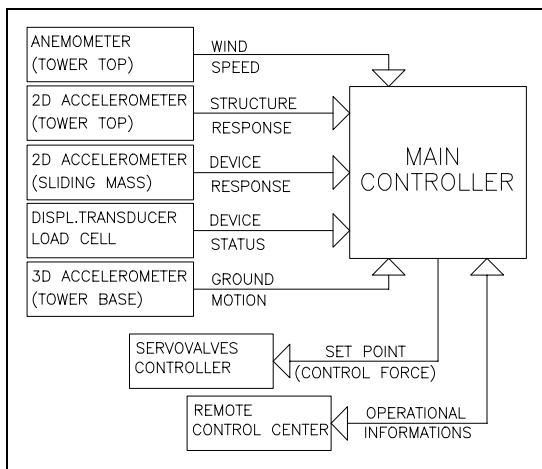 ANEMOMETER
(TOWER TOP)
WIND
SPEED
2D ACCELEROMETER
(TOWER TOP)
STRUCTURE
RESPONSE
2D ACCELEROMETER
(SLIDING MASS)
DEVICE
RESPONSE
DISPL.TRANSDUCER
LOAD CELL
DEVICE
STATUS
3D ACCELEROMETER
(TOWER BASE)
GROUND
MOTION
MAIN
CONTROLLER
SERVOVALVES
CONTROLLER
SET POINT
(CONTROL FORCE)
REMOTE
CONTROL CENTER
OPERATIONAL
INFORMATIONS